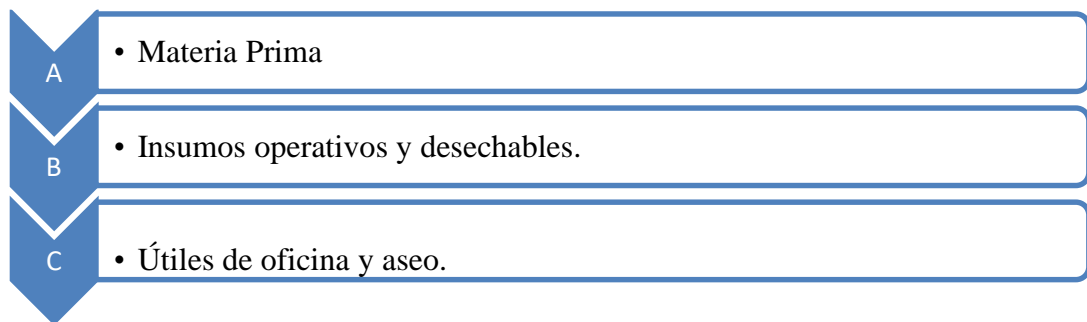 A
• Materia Prima
B
• Insumos operativos y desechables.
C
• Útiles de oficina y aseo.